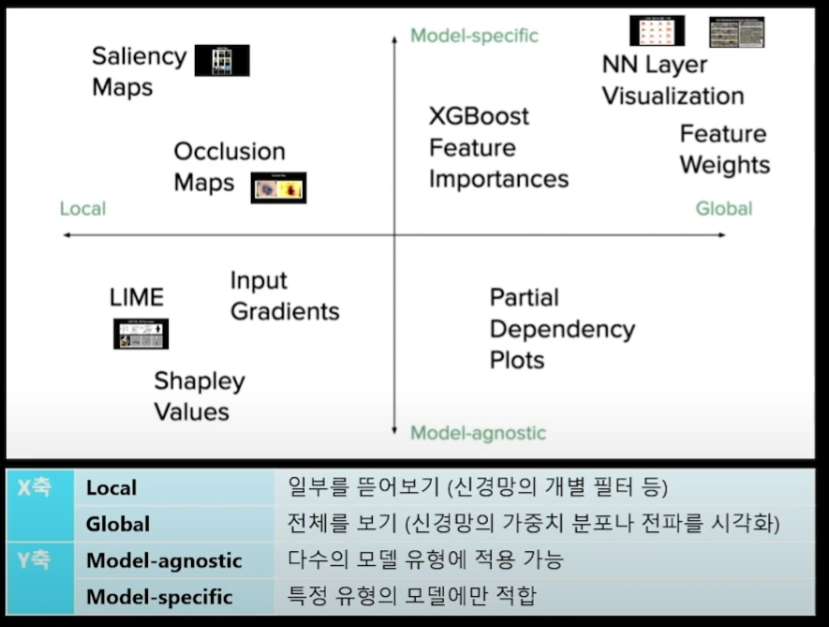 Model-specific
Saliency
Maps
NN Layer
Visualization
XGBoost
Feature
Importances
Feature
Weights
Occlusion
Maps
Local
Global
LIME
Input
Gradients
Partial
Dependency
Plots
Shapley
Values
Model-agnostic
X축 Local 일부를 뜯어보기 (신경망의 개별 필터 등)
Global 전체를 보기 (신경망의 가중치 분포나 전파를 시각화)
Y축 Model-agnostic 다수의 모델 유형에 적용 가능
Model-specific 특정 유형의 모델에만 적합